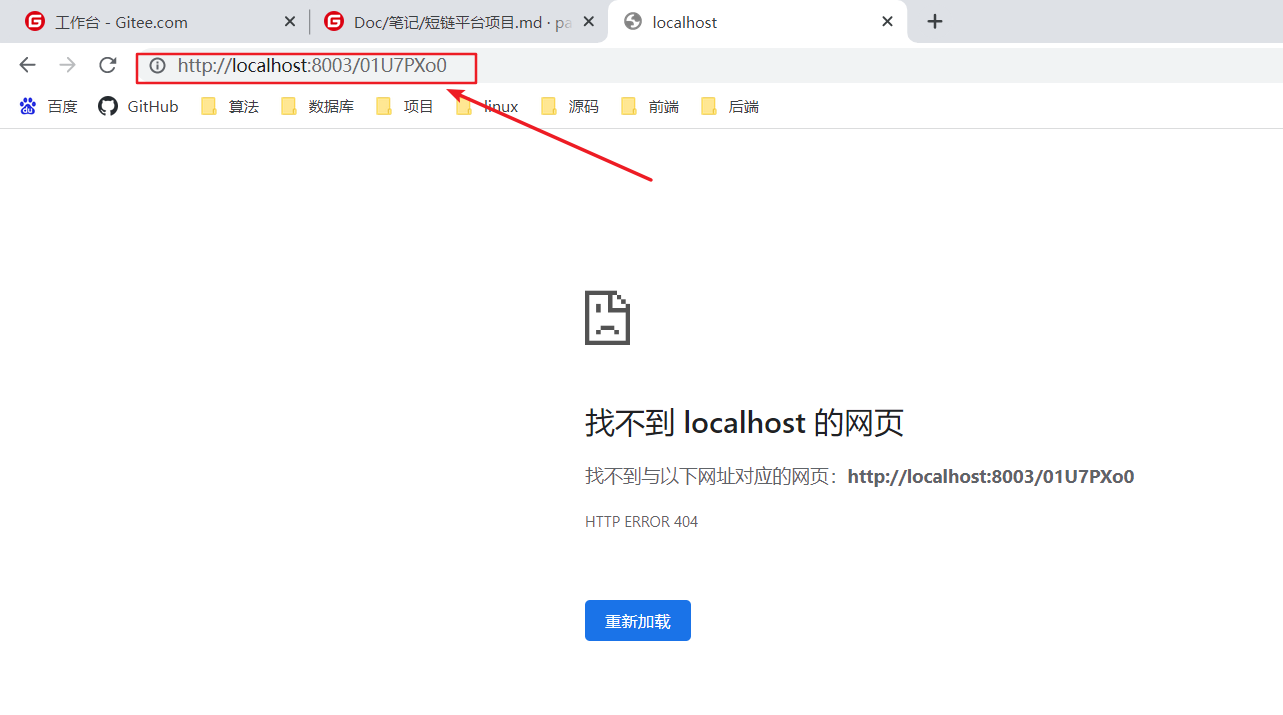 工作台 - Gitee.com
Doc/笔记/短链平台项目.md · pa
localhost
http://localhost:8003/01U7PXo0
百度 GitHub 算法 数据库 项目 linux 源码 前端 后端
找不到 localhost 的网页
找不到与以下网址对应的网页：http://localhost:8003/01U7PXo0
HTTP ERROR 404
重新加载